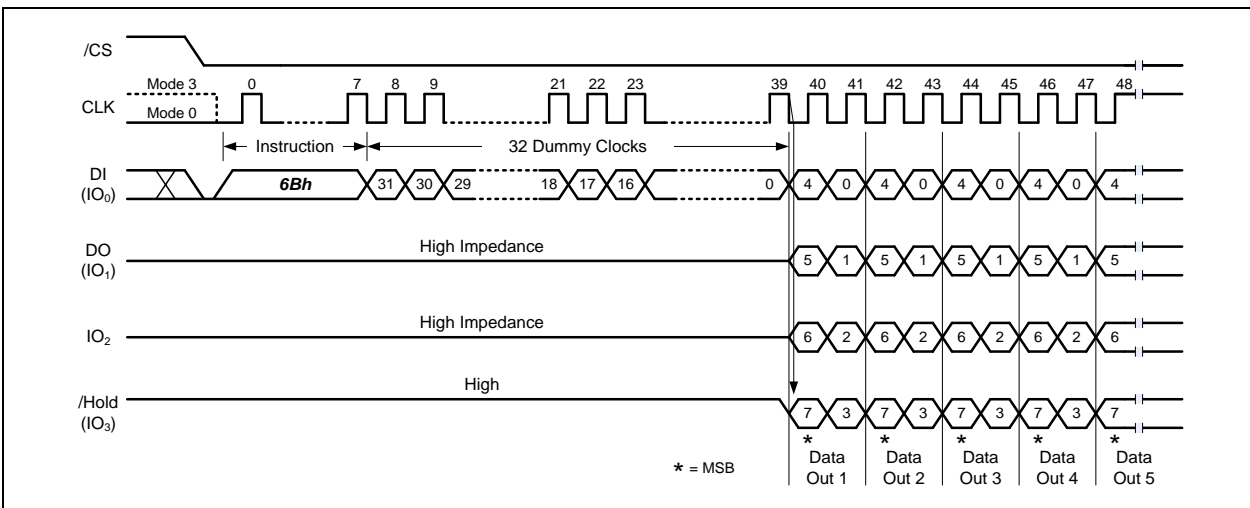 /CS
Mode 3 0 7 8 9 21 22 23 39 40 41 42 43 44 45 46 47 48
CLK
Mode 0
Instruction 32 Dummy Clocks
DI
(IO0)
6Bh 31 30 29 18 17 16 0 4 0 4 0 4 0 4 0 4
DO
(IO1)
High Impedance
5 1 5 1 5 1 5 1 5
IO2
High Impedance
6 2 6 2 6 2 6 2 6
High
/Hold
(IO3)
7 3 7 3 7 3 7 3 7
* * * * *
* = MSB
Data Data Data Data Data
Out 1 Out 2 Out 3 Out 4 Out 5